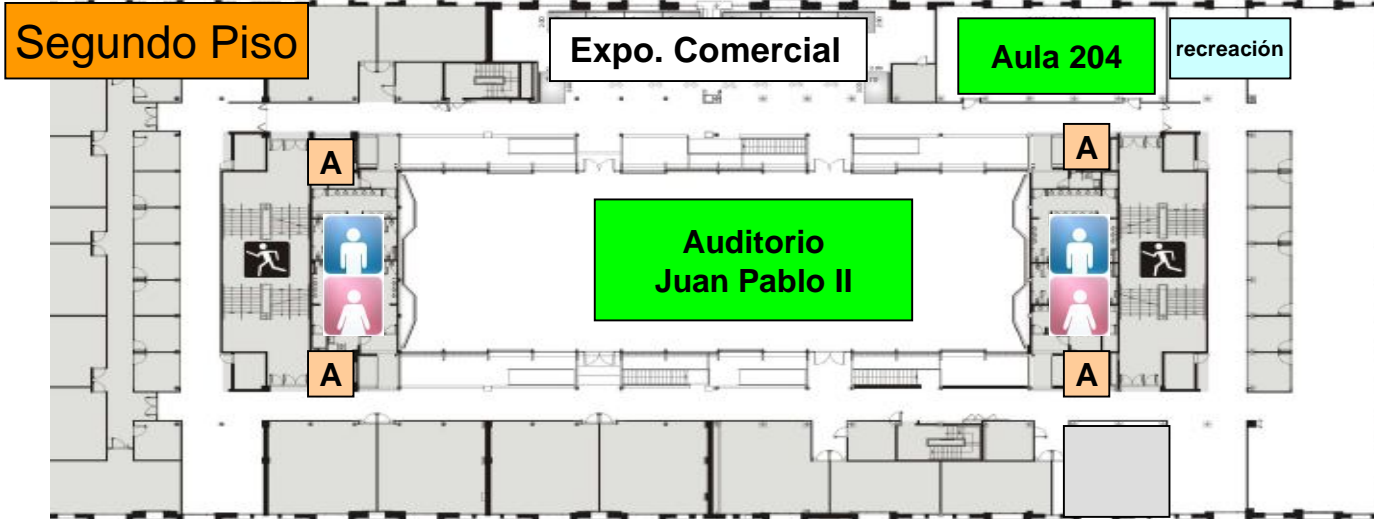 Segundo Piso
Expo. Comercial
Aula 204
recreación
A
A
Auditorio
Juan Pablo II
A
A